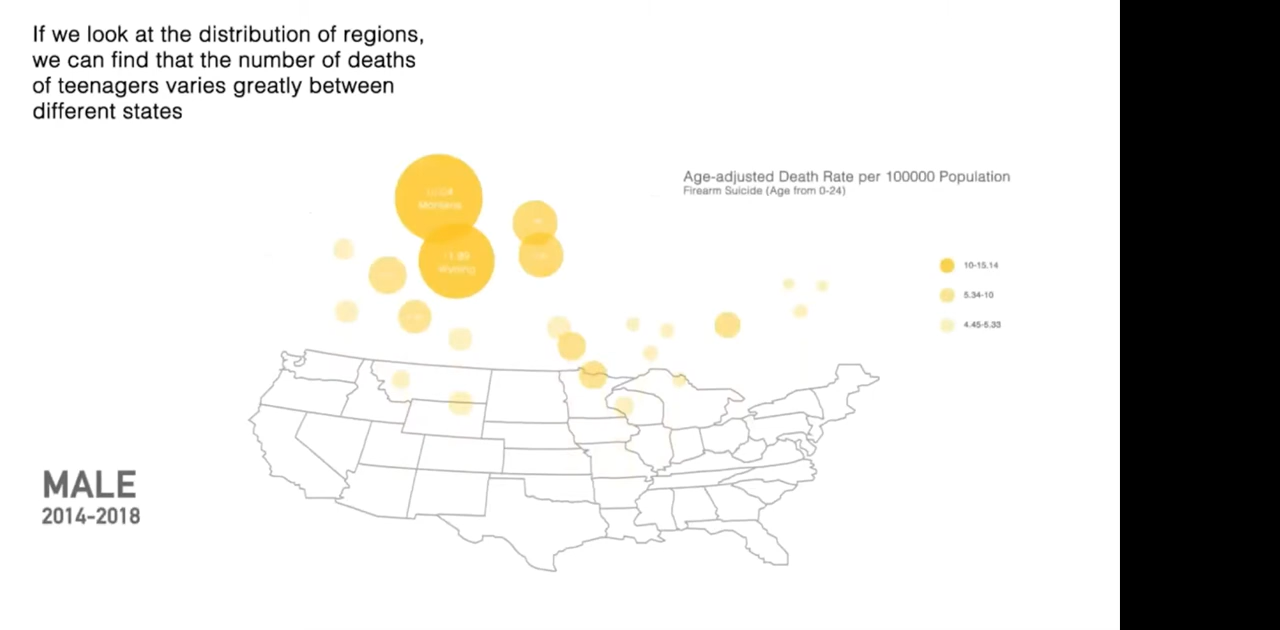 If we look at the distribution of regions,
we can find that the number of deaths
of teenagers varies greatly between
different states
Age-adjusted Death Rate per 100000 Population
Firearm Suicide (Age from 0-24)
Montana
Wyoming
10-15.14
5.34-10
4.45-5.33
MALE
2014-2018